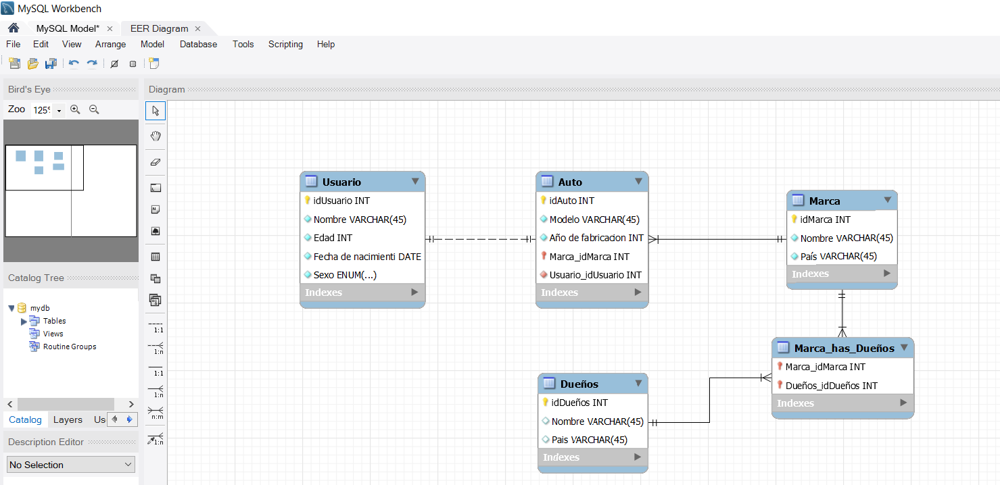 MySQL Workbench
MySQL Model* × EER Diagram ×
File Edit View Arrange Model Database Tools Scripting Help
Bird's Eye
Zoo 125%
Diagram
Usuario
idUsuario INT
Nombre VARCHAR(45)
Edad INT
Fecha de nacimienti DATE
Sexo ENUM(...)
Indexes
Auto
idAuto INT
Modelo VARCHAR(45)
Año de fabricacion INT
Marca_idMarca INT
Usuario_idUsuario INT
Indexes
Marca
idMarca INT
Nombre VARCHAR(45)
País VARCHAR(45)
Indexes
Marca_has_Dueños
Marca_idMarca INT
Dueños_idDueños INT
Indexes
Dueños
idDueños INT
Nombre VARCHAR(45)
Pais VARCHAR(45)
Indexes
1:1
1:n
1:1
1:n
n:m
1:n
Catalog Tree
mydb
Tables
Views
Routine Groups
Catalog Layers Us
Description Editor
No Selection